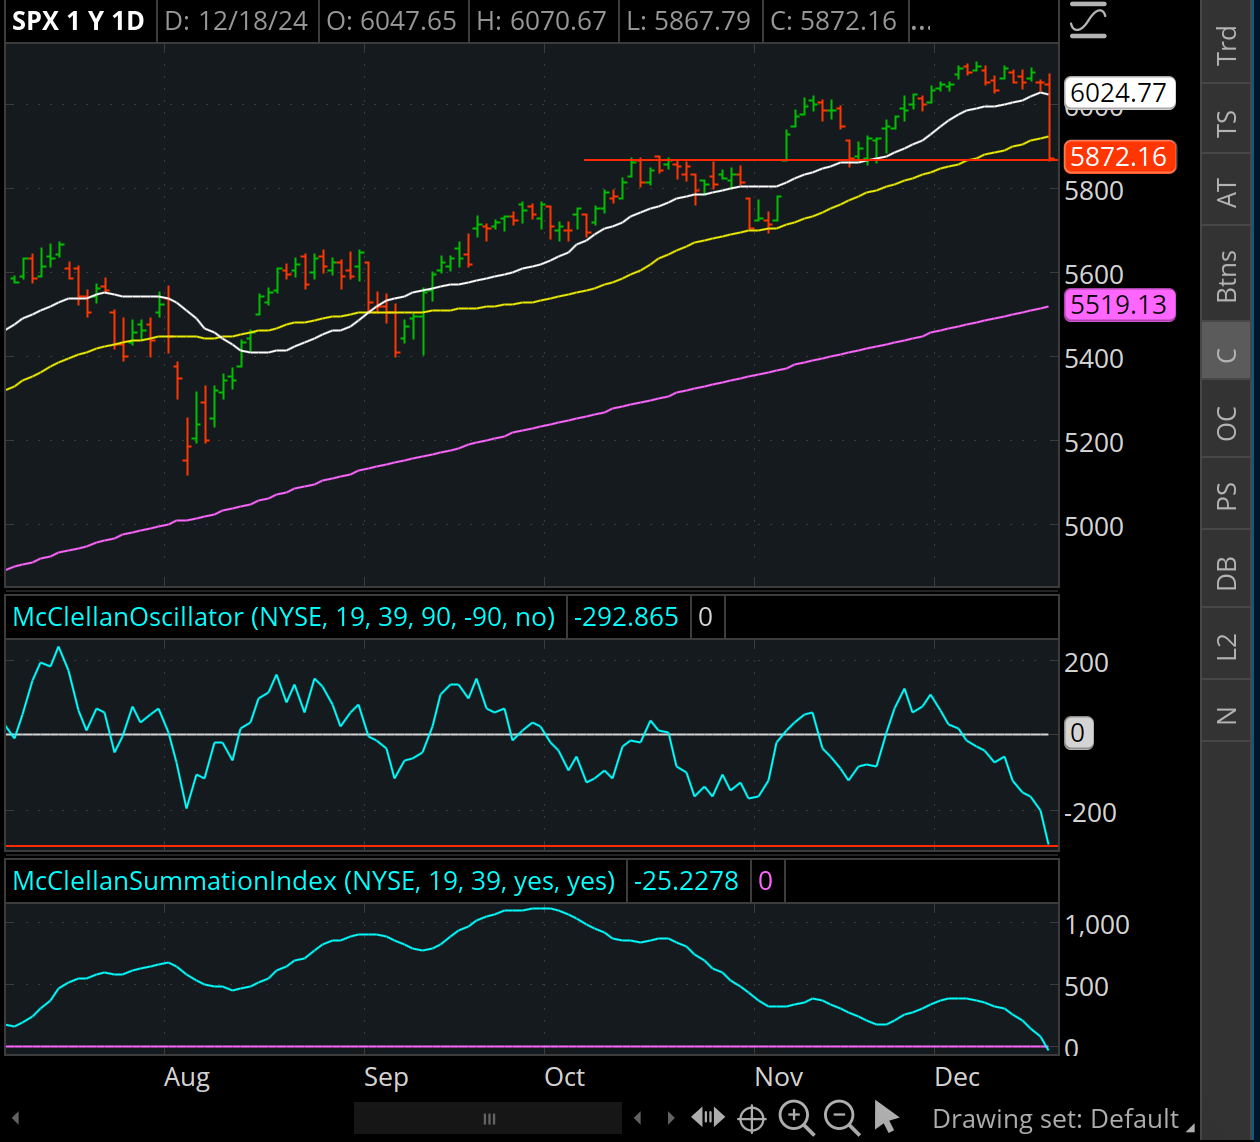 SPX 1 Y 1D D: 12/18/24 O: 6047.65 H: 6070.67 L: 5867.79 C: 5872.16 ...
6024.77
5872.16
5800
5600
5519.13
5400
5200
5000
McClellanOscillator (NYSE, 19, 39, 90, -90, no) -292.865 0
200
0
-200
McClellanSummationIndex (NYSE, 19, 39, yes, yes) -25.2278 0
1,000
500
0
Aug Sep Oct Nov Dec
Drawing set: Default
Trd
TS
AT
Btns
C
OC
PS
DB
L2
N